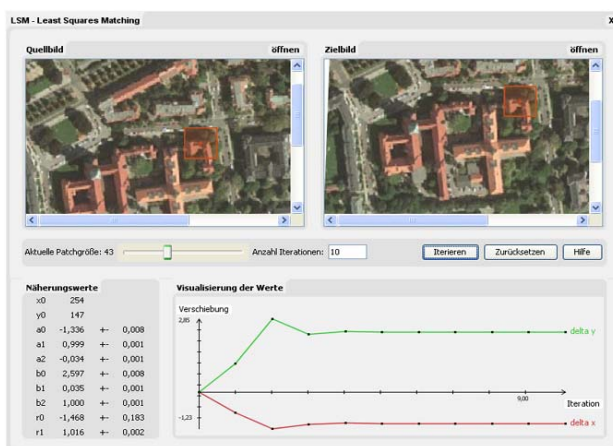 LSM - Least Squares Matching X
Quellbild öffnen
Zielbild öffnen
Aktuelle Patchgröße: 43 Anzahl Iterationen: 10 Iterieren Zurücksetzen Hilfe
Näherungswerte
x0 254
y0 147
a0 -1,336 +- 0,008
a1 0,999 +- 0,001
a2 -0,034 +- 0,001
b0 2,597 +- 0,008
b1 0,035 +- 0,001
b2 1,000 +- 0,001
r0 -1,468 +- 0,183
r1 1,016 +- 0,002
Visualisierung der Werte
Verschiebung
2,85
delta y
9,00
Iteration
-1,23
delta x